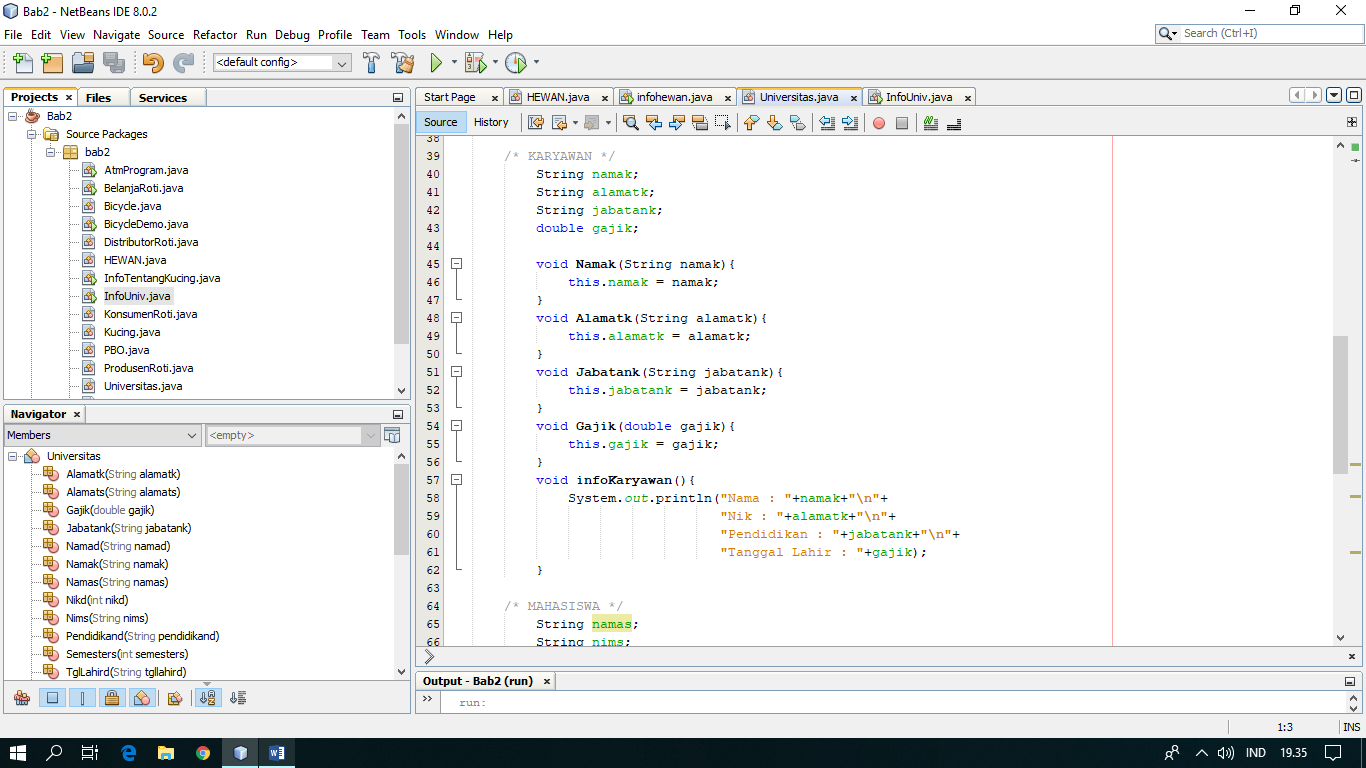 Bab2 - NetBeans IDE 8.0.2
File Edit View Navigate Source Refactor Run Debug Profile Team Tools Window Help
Search (Ctrl+I)
<default config>
Projects Files Services
Bab2
Source Packages
bab2
AtmProgram.java
BelanjaRoti.java
Bicycle.java
BicycleDemo.java
DistributorRoti.java
HEWAN.java
InfoTentangKucing.java
InfoUniv.java
KonsumenRoti.java
Kucing.java
PBO.java
ProdusenRoti.java
Universitas.java
Navigator
Members
<empty>
Universitas
Alamatk(String alamatk)
Alamats(String alamats)
Gajik(double gajik)
Jabatank(String jabatank)
Namad(String namad)
Namak(String namak)
Namas(String namas)
Nikd(int nikd)
Nims(String nims)
Pendidikand(String pendidikand)
Semesters(int semesters)
TglLahird(String tgllahird)
Start Page HEWAN.java infohewan.java Universitas.java InfoUniv.java
Source History
38
39 /* KARYAWAN */
40 String namak;
41 String alamatk;
42 String jabatank;
43 double gajik;
44
45 void Namak(String namak){
46 this.namak = namak;
47 }
48 void Alamatk(String alamatk){
49 this.alamatk = alamatk;
50 }
51 void Jabatank(String jabatank){
52 this.jabatank = jabatank;
53 }
54 void Gajik(double gajik){
55 this.gajik = gajik;
56 }
57 void infoKaryawan(){
58 System.out.println("Nama : "+namak+"\n"+
59 "Nik : "+alamatk+"\n"+
60 "Pendidikan : "+jabatank+"\n"+
61 "Tanggal Lahir : "+gajik);
62 }
63
64 /* MAHASISWA */
65 String namas;
66 String nims;
Output - Bab2 (run)
run:
1:3 INS
IND 19.35